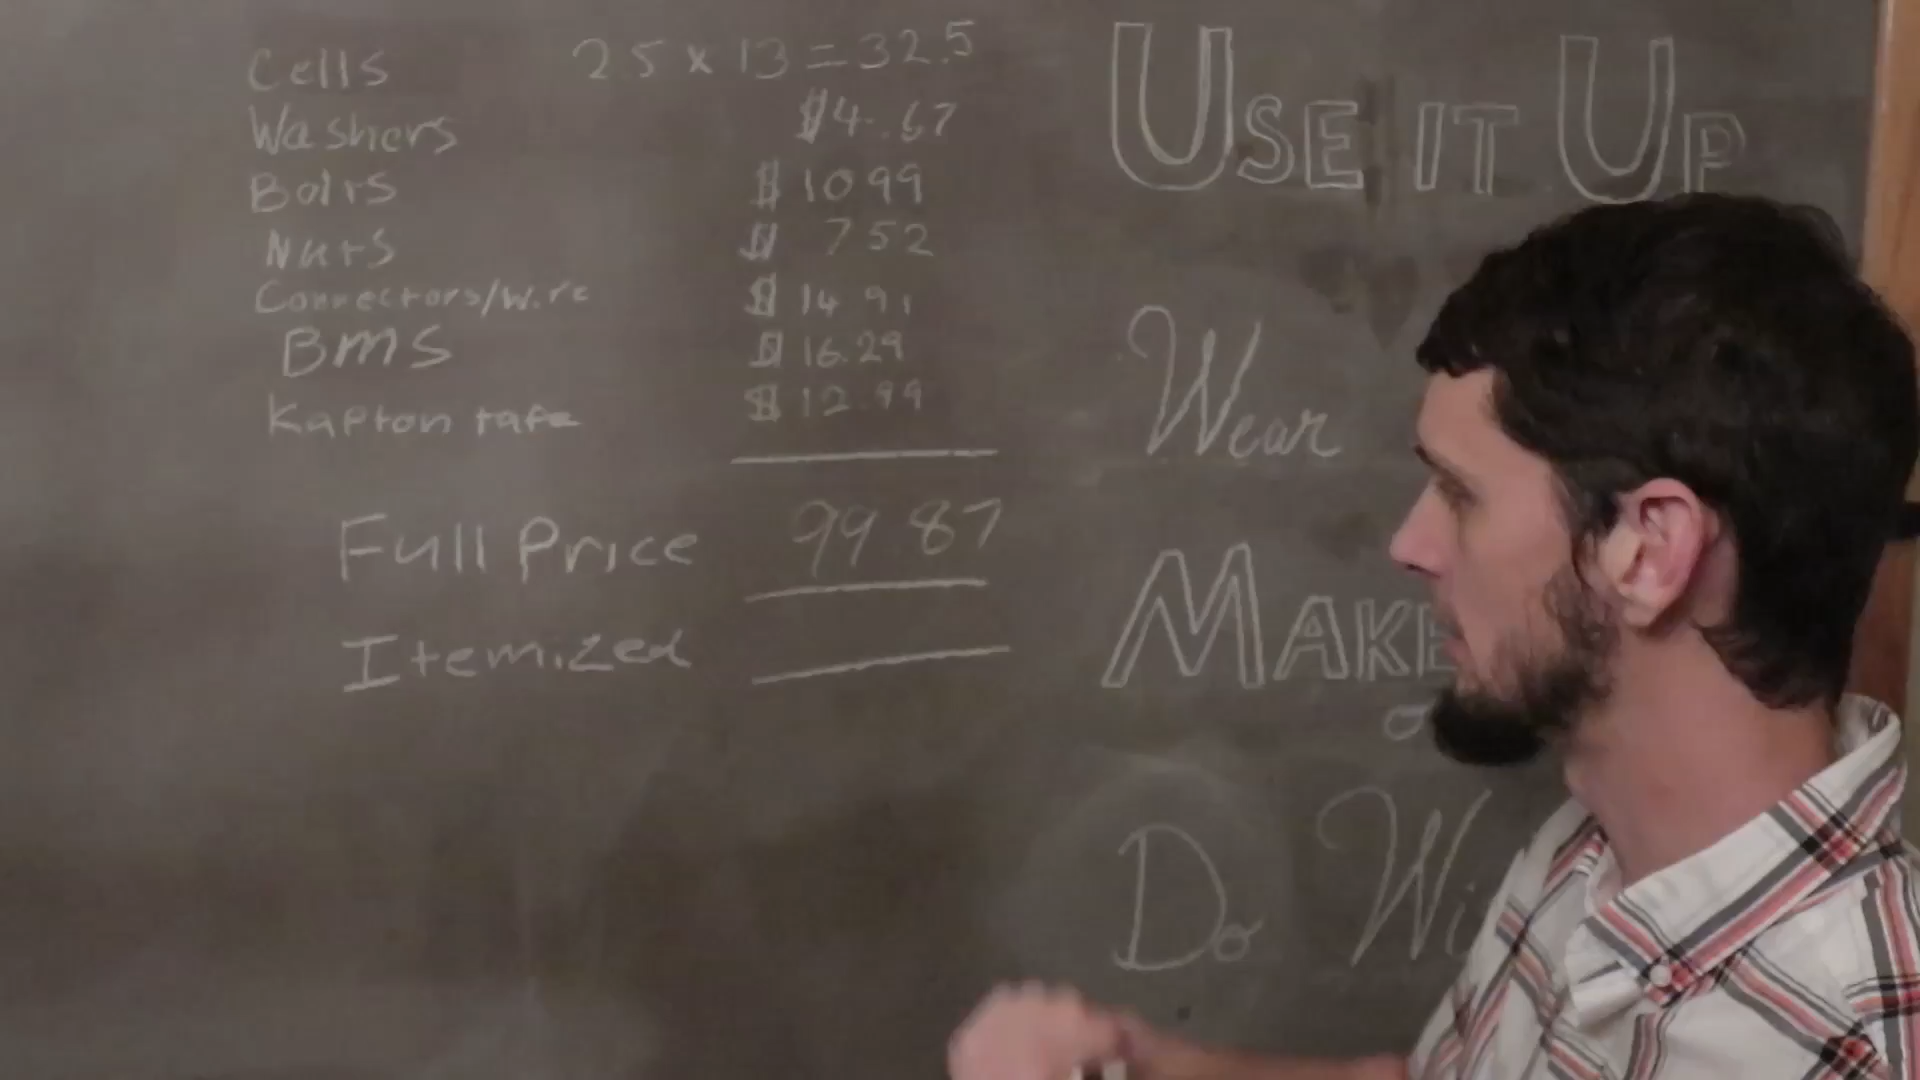 Cells 2.5 x 13 = 32.5
Washers $4.67
Bolts $ 10 99
Nuts $ 7 52
Connectors/wire $ 14 91
BMS $ 16.29
Kapton tape $ 12.99
Full Price 99.87
Itemized
USE IT UP
Wear
MAKE
Do Wi